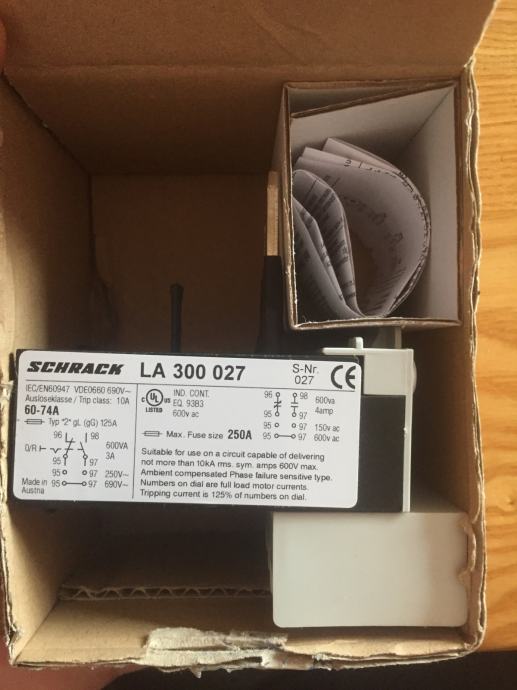 SCHRACK LA 300 027 S-Nr. 027 CE
IEC/EN60947 VDE0660 690V~
Auslöseklasse / Trip class: 10A
60-74A
Typ "2" gL (gG) 125A
96 98
0/R
95 97
600VA
3A
95 97 250V~
Made in Austria 95 97 690V~
c UL us LISTED
IND. CONT.
EQ. 93B3
600v ac
Max. Fuse size 250A
96 98 600va
95 97 4amp
95 97 150v ac
95 97 600v ac
Suitable for use on a circuit capable of delivering
not more than 10kA rms. sym. amps 600V max.
Ambient compensated Phase failure sensitive type.
Numbers on dial are full load motor currents.
Tripping current is 125% of numbers on dial.